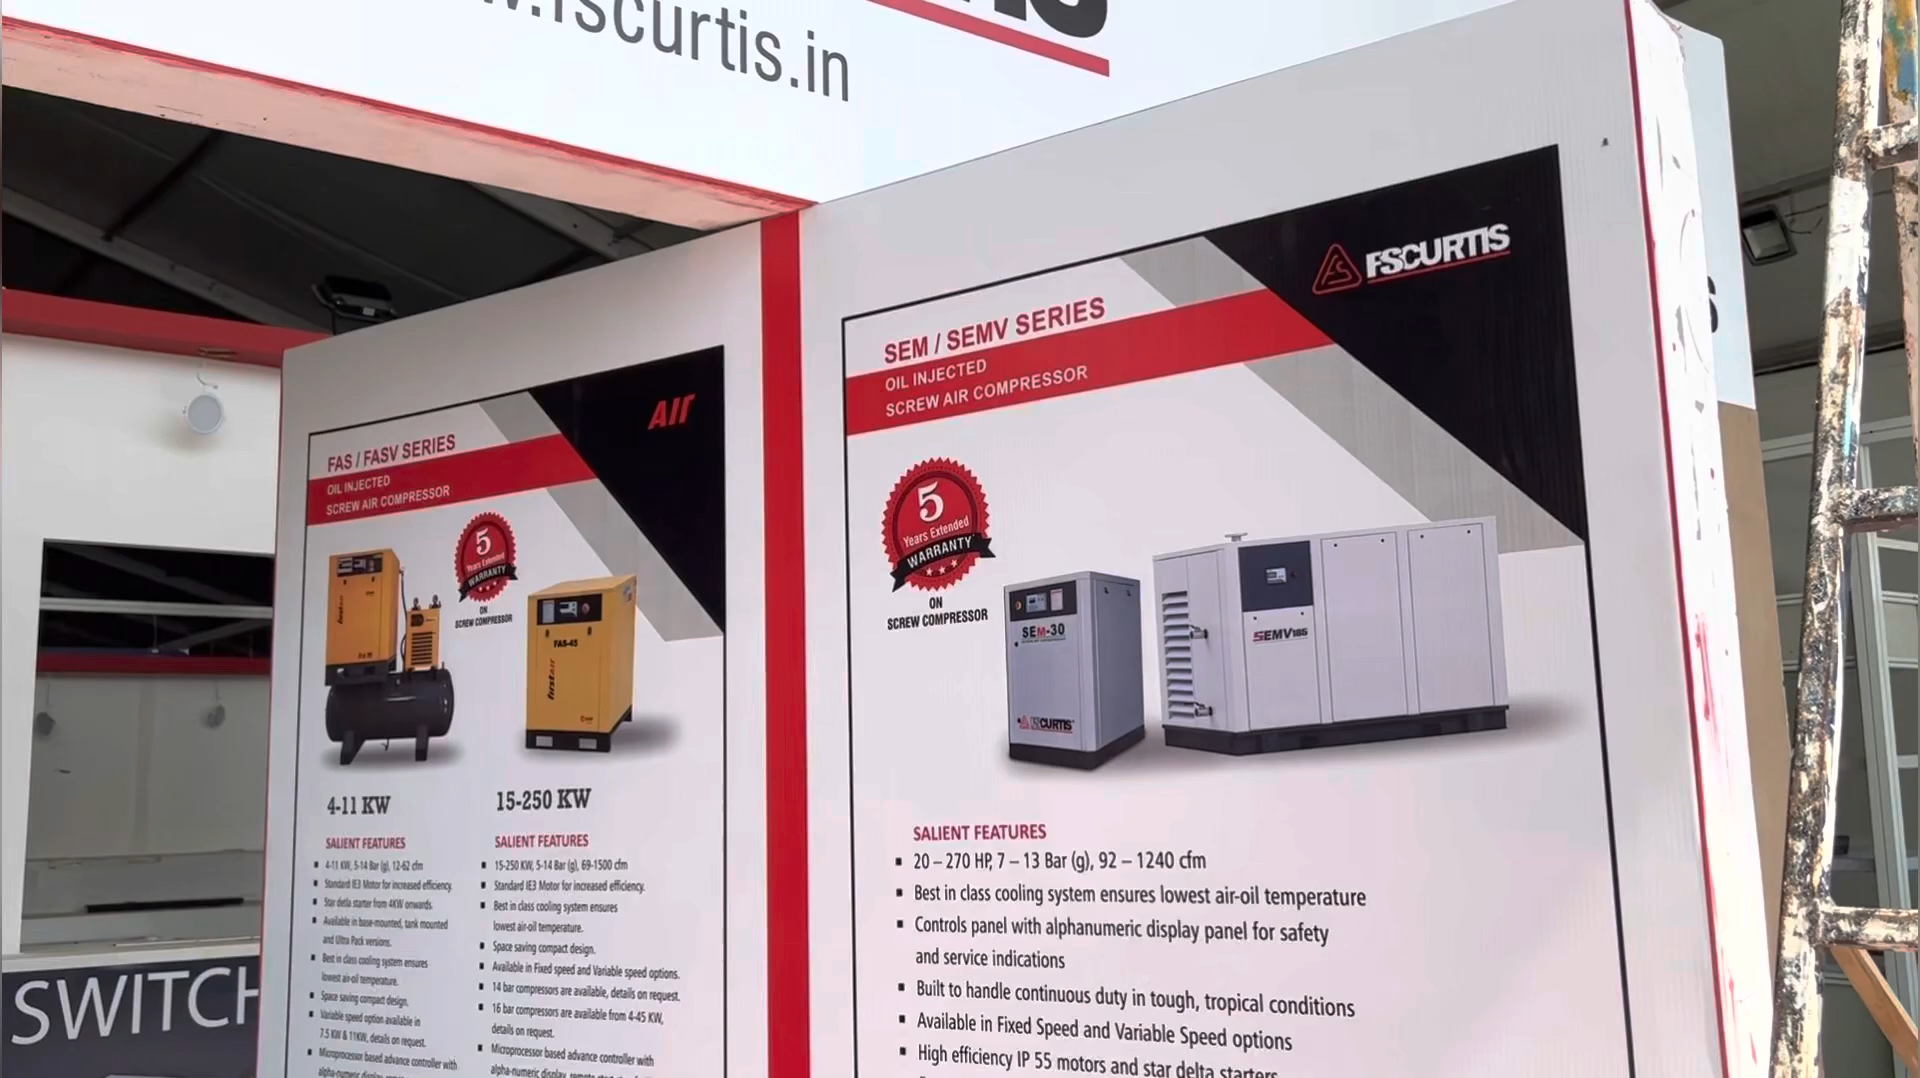 fscurtis.in
FSCURTIS
SEM / SEMV SERIES
OIL INJECTED
SCREW AIR COMPRESSOR
5
Years Extended
WARRANTY
ON
SCREW COMPRESSOR
SEM-30
FSCURTIS
SEMV185
SALIENT FEATURES
20 – 270 HP, 7 – 13 Bar (g), 92 – 1240 cfm
Best in class cooling system ensures lowest air-oil temperature
Controls panel with alphanumeric display panel for safety
and service indications
Built to handle continuous duty in tough, tropical conditions
Available in Fixed Speed and Variable Speed options
High efficiency IP 55 motors and star delta starters
AIr
FAS / FASV SERIES
OIL INJECTED
SCREW AIR COMPRESSOR
5
Years Extended
WARRANTY
ON
SCREW COMPRESSOR
FAS-45
firstair
4-11 KW
SALIENT FEATURES
4-11 KW, 5-14 Bar (g), 12-62 cfm
Standard IE3 Motor for increased efficiency.
Star detla starter from 4KW onwards.
Available in base-mounted, tank mounted
and Ultra Pack versions.
Best in class cooling system ensures
lowest air-oil temperature.
Space saving compact design.
Variable speed option available in
7.5 KW & 11KW, details on request.
Microprocessor based advance controller with
alpha-numeric display,
15-250 KW
SALIENT FEATURES
15-250 KW, 5-14 Bar (g), 69-1500 cfm
Standard IE3 Motor for increased efficiency.
Best in class cooling system ensures
lowest air-oil temperature.
Space saving compact design.
Available in Fixed speed and Variable speed options.
14 bar compressors are available, details on request.
16 bar compressors are available from 4-45 KW,
details on request.
Microprocessor based advance controller with
alpha-numeric display,
SWITCH